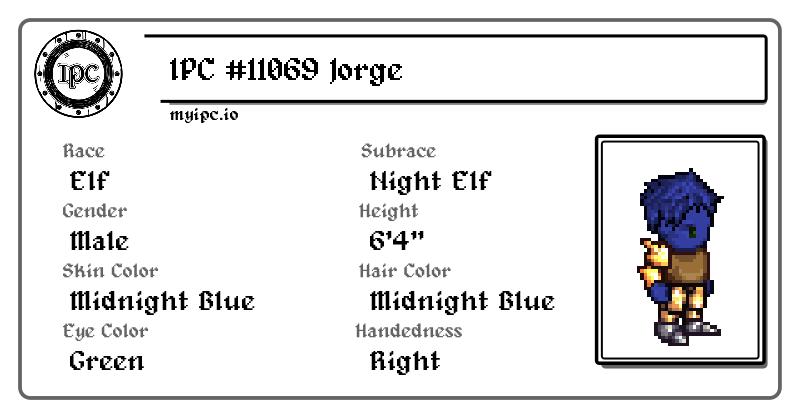 IPC
IPC #11069 Jorge
myipc.io
Race
Elf
Subrace
Night Elf
Gender
Male
Height
6'4"
Skin Color
Midnight Blue
Hair Color
Midnight Blue
Eye Color
Green
Handedness
Right